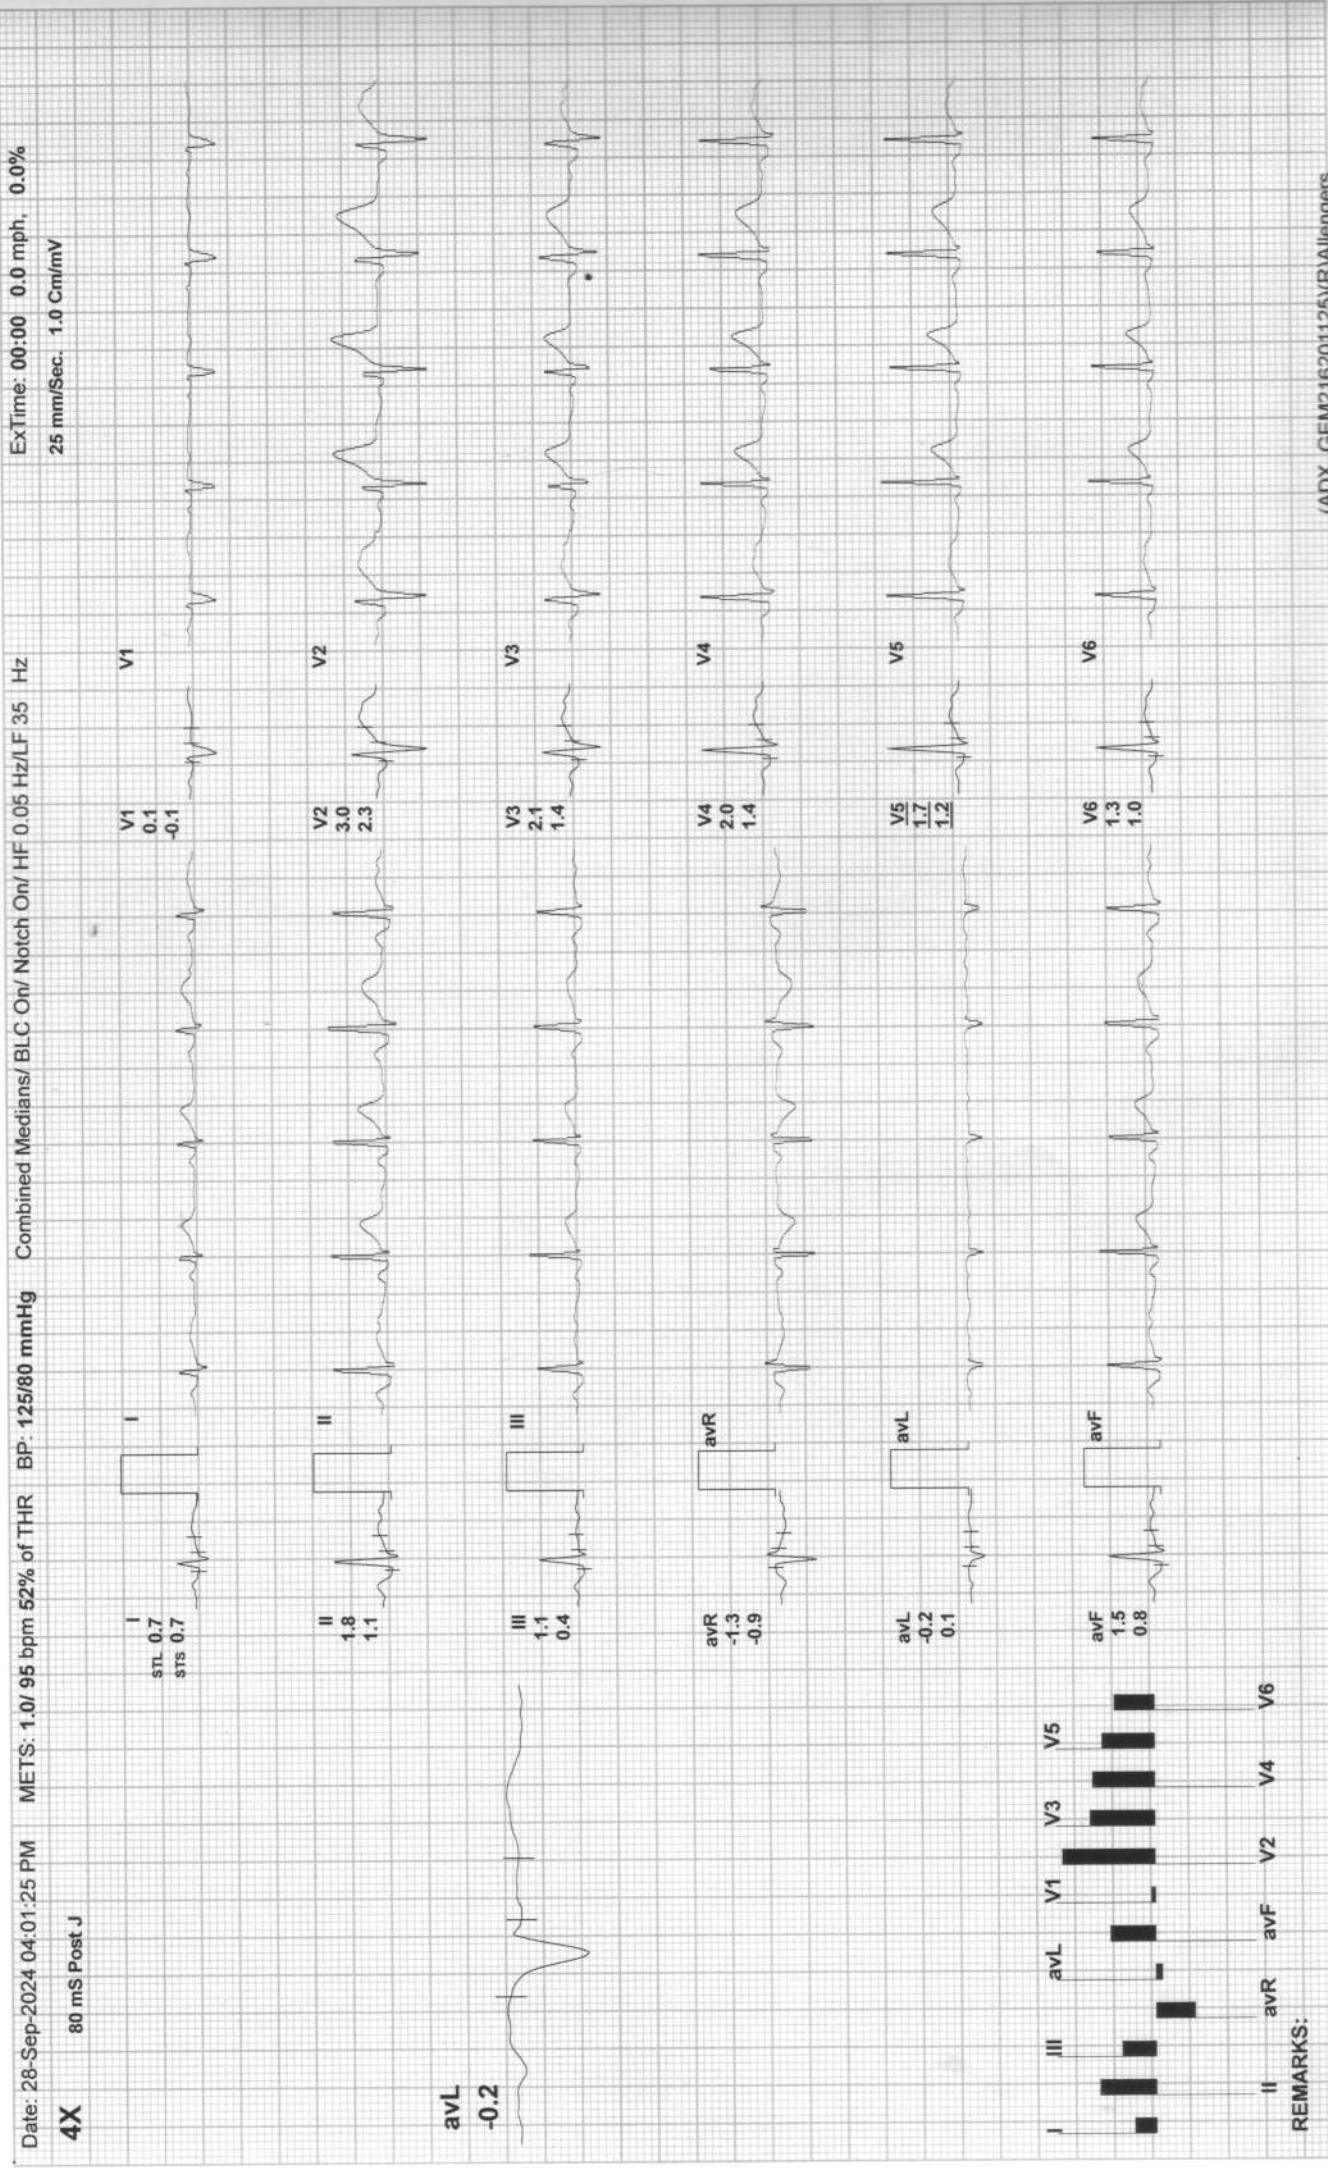 Date: 28-Sep-2024 04:01:25 PM METS: 1.0/ 95 bpm 52% of THR BP: 125/80 mmHg Combined Medians/ BLC On/ Notch On/ HF 0.05 Hz/LF 35 Hz ExTime: 00:00 0.0 mph, 0.0%
4X 80 mS Post J 25 mm/Sec. 1.0 Cm/mV
avL
-0.2
I
STL 0.7
STS 0.7
I
V1
0.1
-0.1
V1
II
1.8
1.1
II
V2
3.0
2.3
V2
III
1.1
0.4
III
V3
2.1
1.4
V3
avR
-1.3
-0.9
avR
V4
2.0
1.4
V4
avL
-0.2
0.1
avL
V5
1.7
1.2
V5
avF
1.5
0.8
avF
V6
1.3
1.0
V6
I III avL V1 V3 V5
II avR avF V2 V4 V6
REMARKS:
(ADX_GEM216201125)(R)Allengers